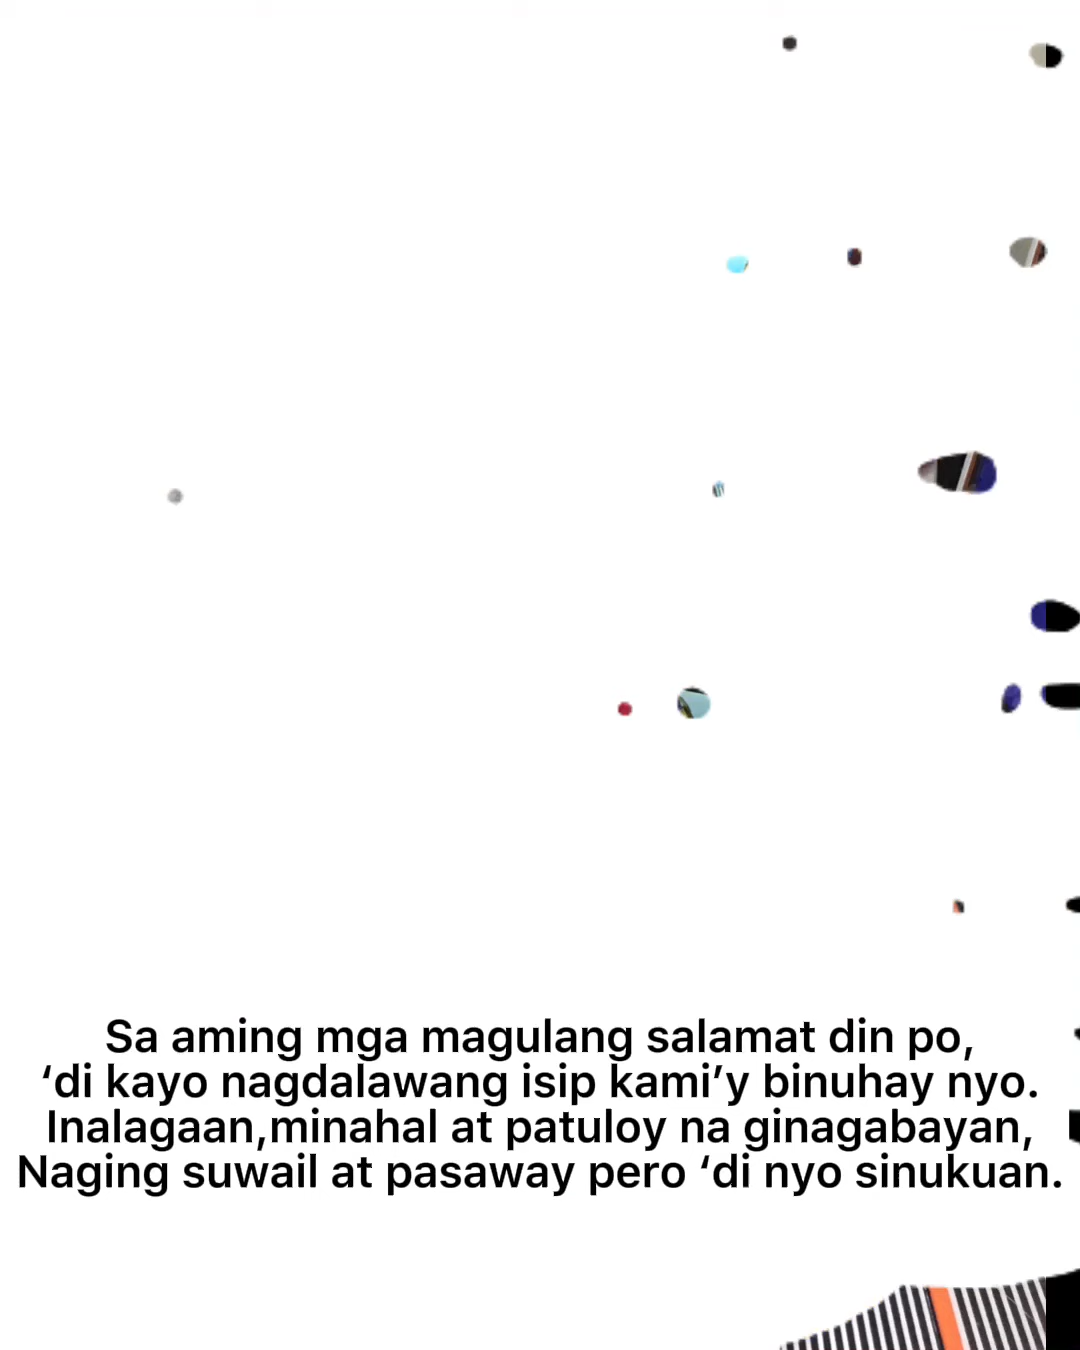 Sa aming mga magulang salamat din po,
‘di kayo nagdalawang isip kami’y binuhay nyo.
Inalagaan,minahal at patuloy na ginagabayan,
Naging suwail at pasaway pero ‘di nyo sinukuan.